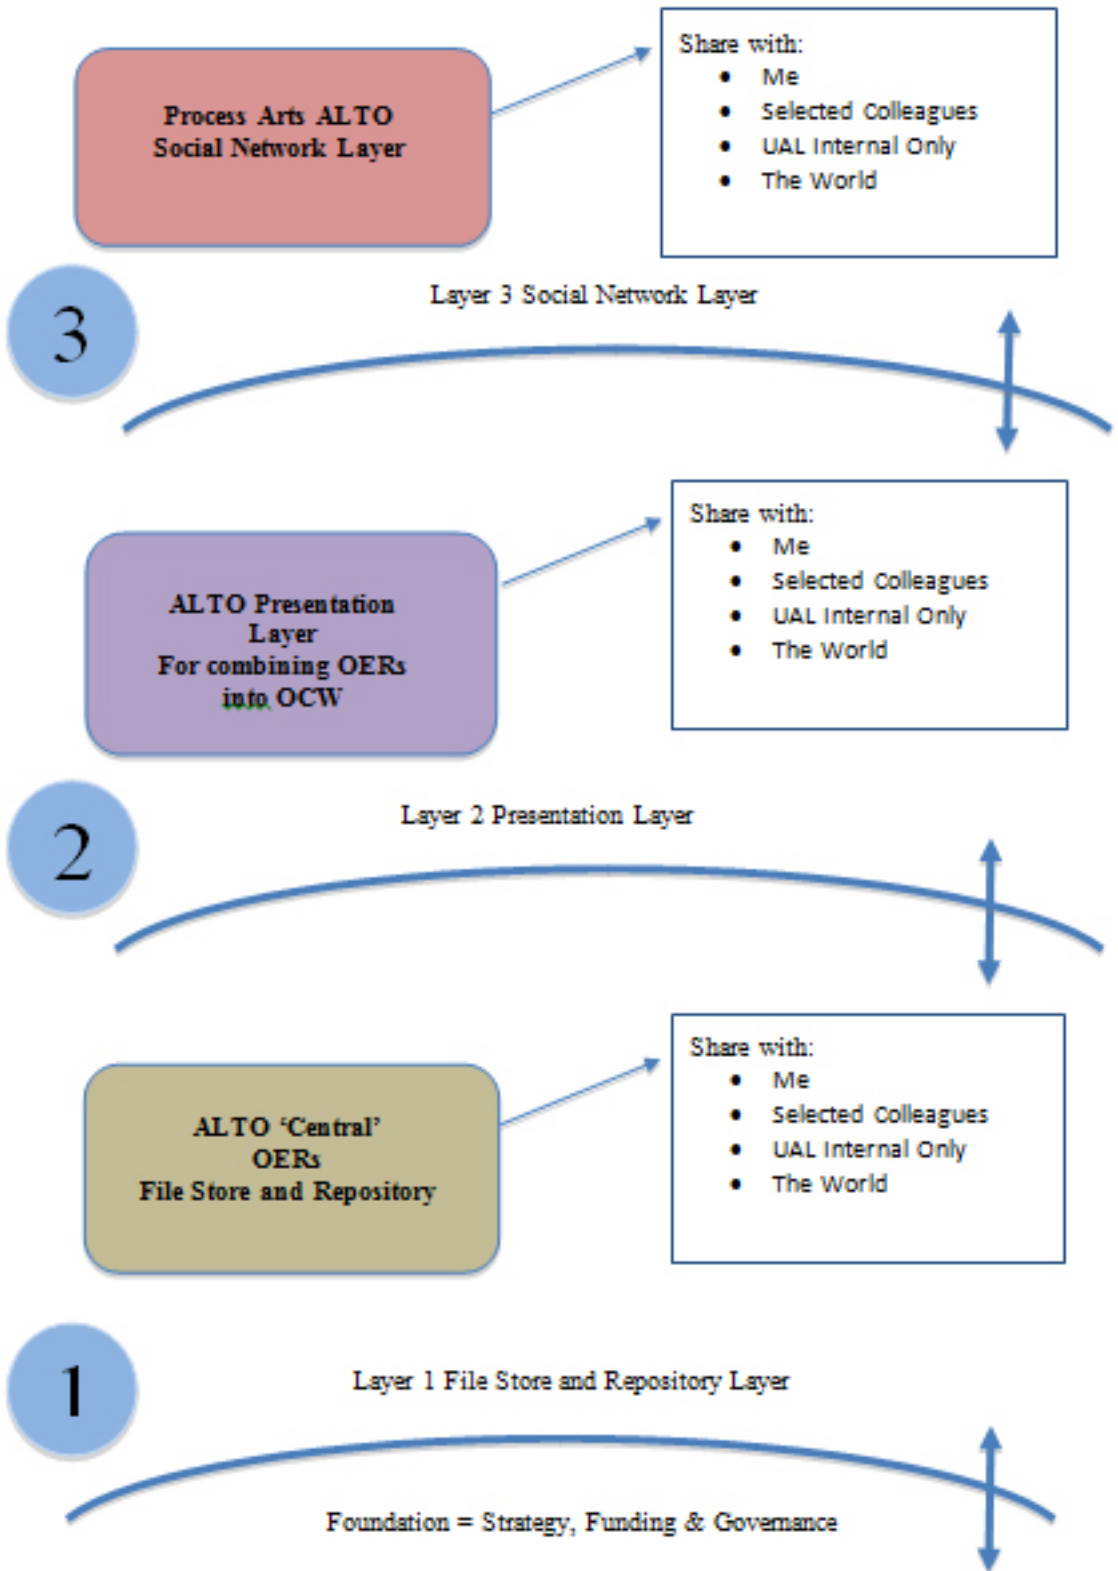 Process Arts ALTO
Social Network Layer
Share with:
• Me
• Selected Colleagues
• UAL Internal Only
• The World
3
Layer 3 Social Network Layer
ALTO Presentation
Layer
For combining OERs
into OCW
Share with:
• Me
• Selected Colleagues
• UAL Internal Only
• The World
2
Layer 2 Presentation Layer
ALTO ‘Central’
OERs
File Store and Repository
Share with:
• Me
• Selected Colleagues
• UAL Internal Only
• The World
1
Layer 1 File Store and Repository Layer
Foundation = Strategy, Funding & Governance